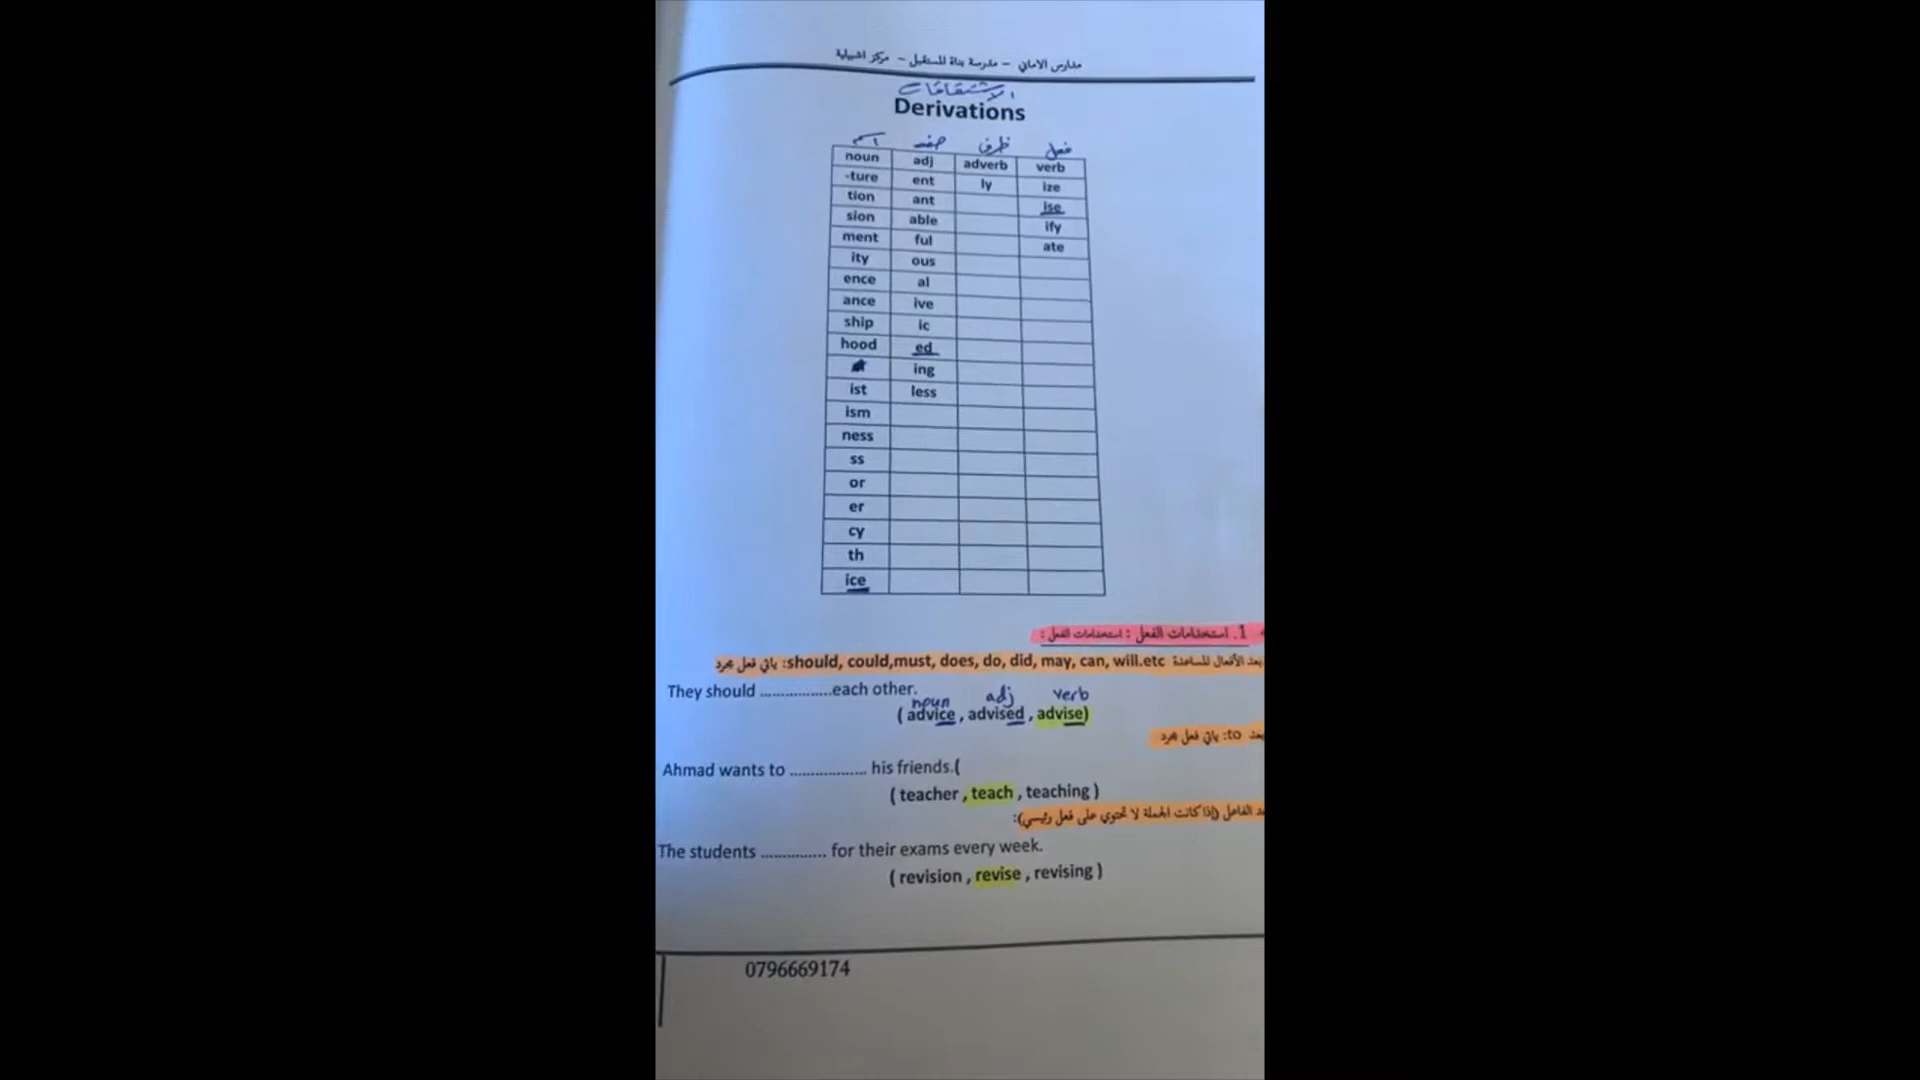 مدارس الاماني – مدرسة بناة المستقبل – مركز اشبيلية
الاشتقاقات
Derivations
اسم صفة ظرف فعل
noun adj adverb verb
-ture ent ly ize
tion ant ise
sion able ify
ment ful ate
ity ous
ence al
ance ive
ship ic
hood ed
ing
ist less
ism
ness
ss
or
er
cy
th
ice
1. استخدامات الفعل : استخدامات الفعل :
بعد الأفعال المساعدة should, could,must, does, do, did, may, can, will.etc: يأتي فعل مجرد
They should ................each other.
noun adj verb
( advice , advised , advise)
بعد to: يأتي فعل مجرد
Ahmad wants to ................. his friends.(
( teacher , teach , teaching )
الفاعل (إذا كانت الجملة لا تحتوي على فعل رئيسي):
The students .............. for their exams every week.
( revision , revise , revising )
0796669174